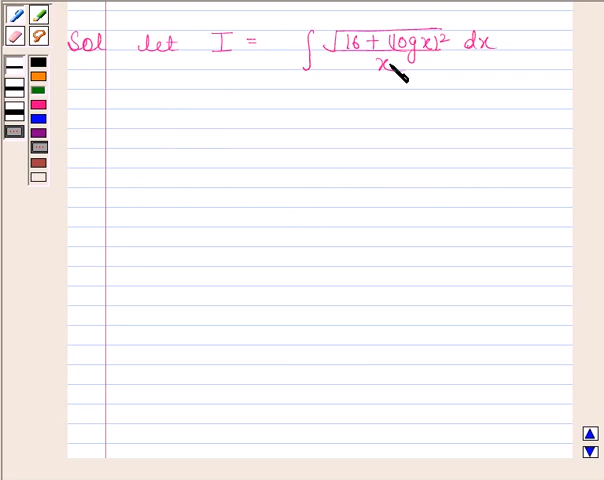 Sol let I = ∫ √(16 + (log x)²) / x dx